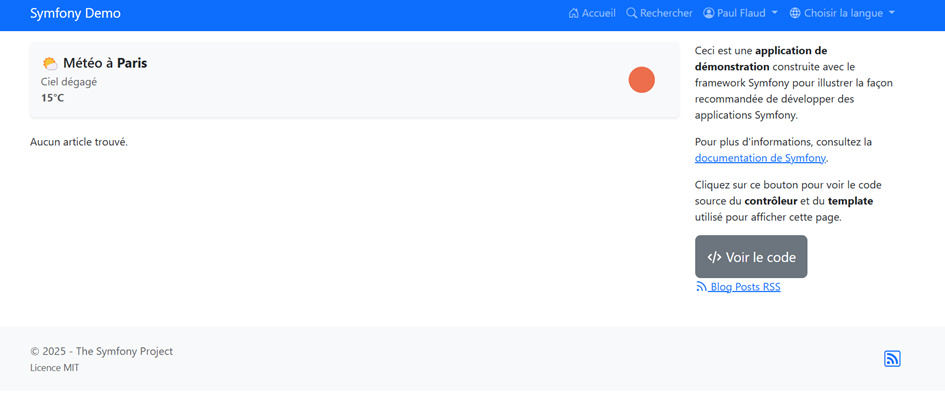 Symfony Demo
Accueil
Rechercher
Paul Flaud
Choisir la langue
Météo à Paris
Ciel dégagé
15°C
Aucun article trouvé.
Ceci est une application de
démonstration construite avec le
framework Symfony pour illustrer la façon
recommandée de développer des
applications Symfony.
Pour plus d'informations, consultez la
documentation de Symfony.
Cliquez sur ce bouton pour voir le code
source du contrôleur et du template
utilisé pour afficher cette page.
</> Voir le code
Blog Posts RSS
© 2025 - The Symfony Project
Licence MIT